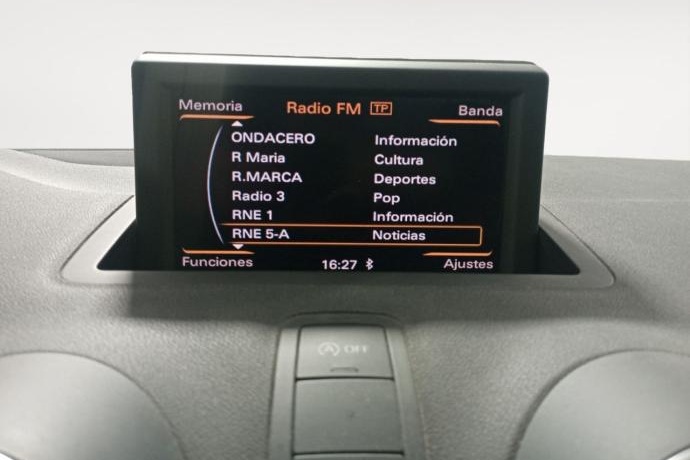 Memoria Radio FM TP Banda
ONDACERO Información
R Maria Cultura
R.MARCA Deportes
Radio 3 Pop
RNE 1 Información
RNE 5-A Noticias
Funciones 16:27 Ajustes
OFF